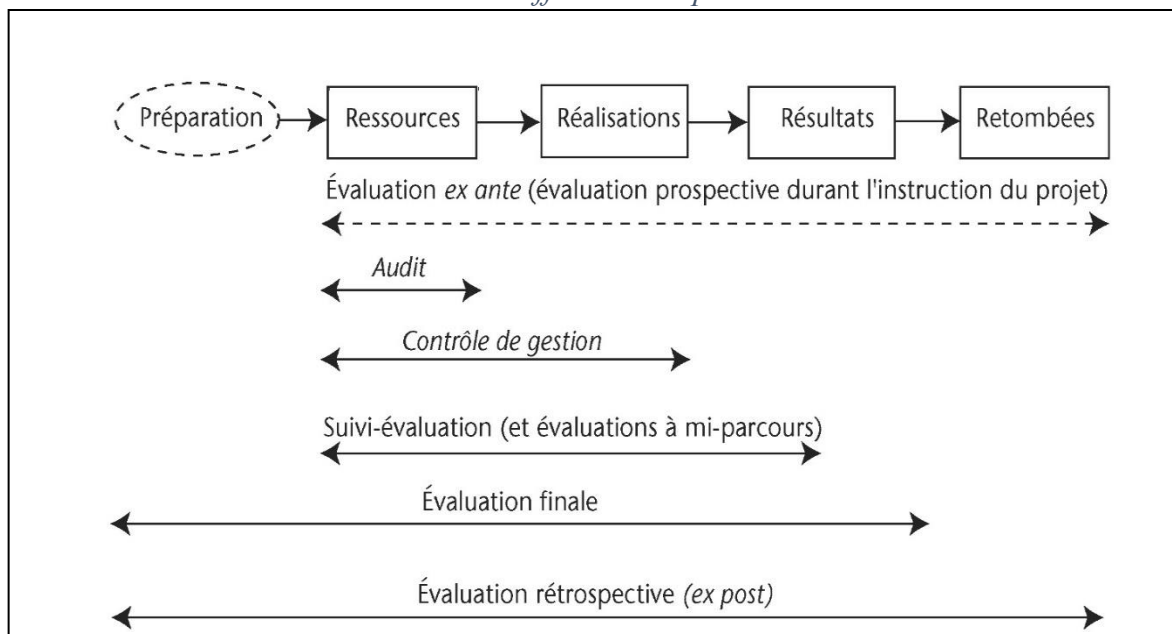 Préparation Ressources Réalisations Résultats Retombées
Évaluation ex ante (évaluation prospective durant l'instruction du projet)
Audit
Contrôle de gestion
Suivi-évaluation (et évaluations à mi-parcours)
Évaluation finale
Évaluation rétrospective (ex post)